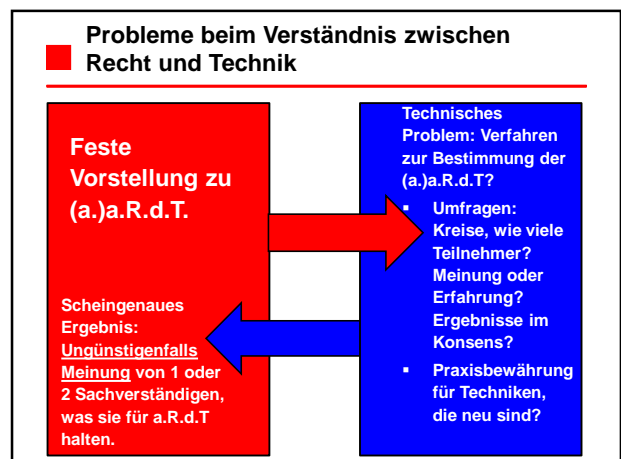 Probleme beim Verständnis zwischen
Recht und Technik
Feste
Vorstellung zu
(a.)a.R.d.T.
Scheingenaues
Ergebnis:
Ungünstigenfalls
Meinung von 1 oder
2 Sachverständigen,
was sie für a.R.d.T
halten.
Technisches
Problem: Verfahren
zur Bestimmung der
(a.)a.R.d.T?
▪ Umfragen:
Kreise, wie viele
Teilnehmer?
Meinung oder
Erfahrung?
Ergebnisse im
Konsens?
▪ Praxisbewährung
für Techniken,
die neu sind?